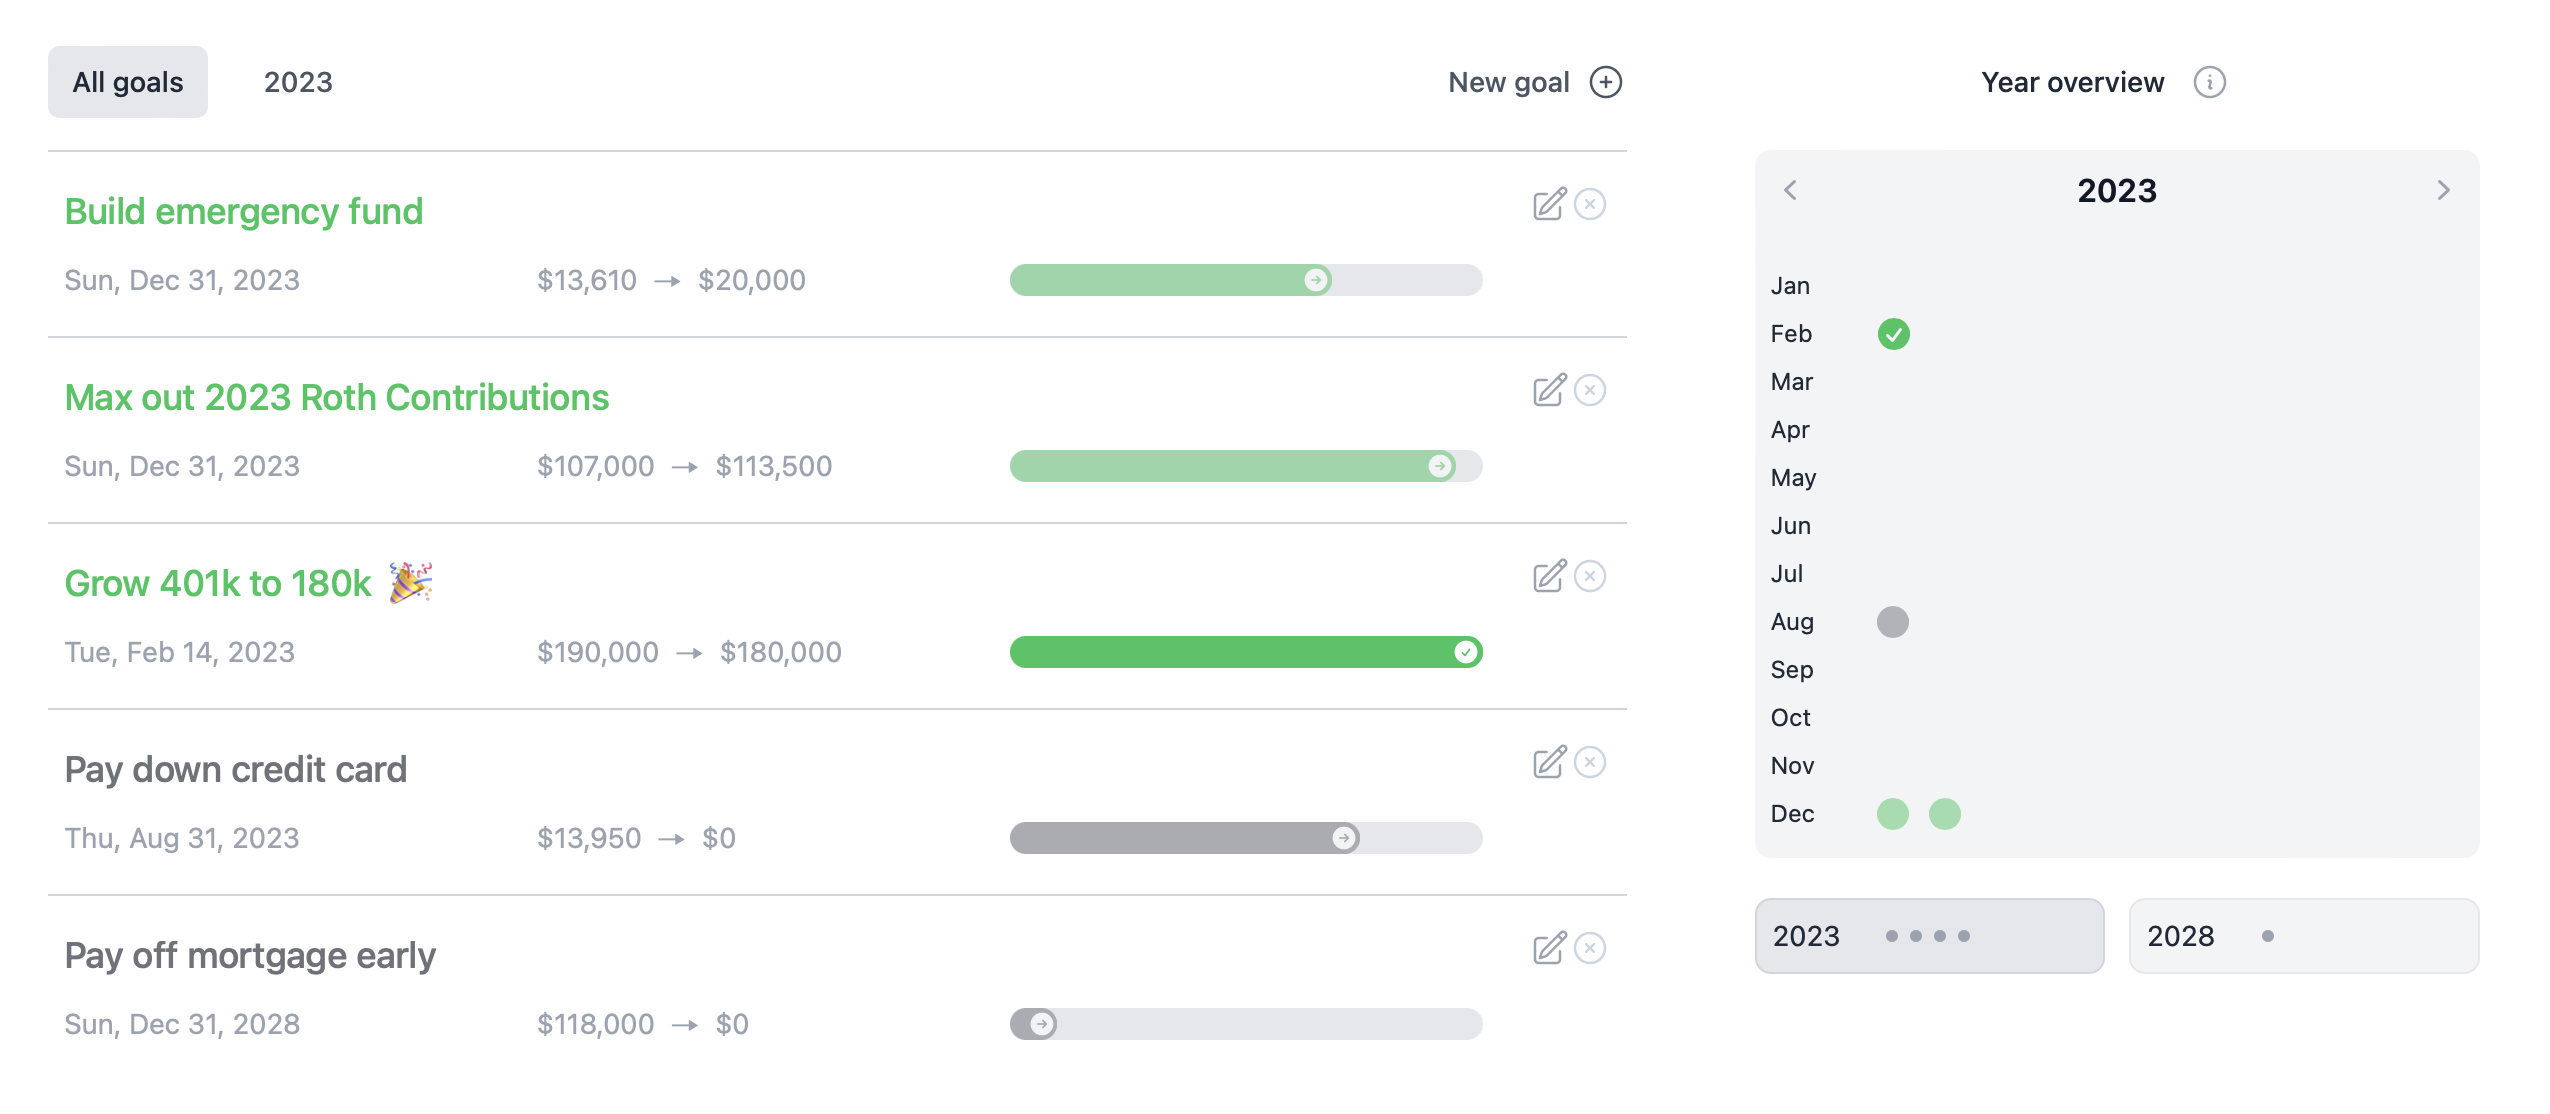 All goals 2023 New goal
Build emergency fund
Sun, Dec 31, 2023 $13,610 → $20,000
Max out 2023 Roth Contributions
Sun, Dec 31, 2023 $107,000 → $113,500
Grow 401k to 180k 🎉
Tue, Feb 14, 2023 $190,000 → $180,000
Pay down credit card
Thu, Aug 31, 2023 $13,950 → $0
Pay off mortgage early
Sun, Dec 31, 2028 $118,000 → $0
Year overview
2023
Jan
Feb
Mar
Apr
May
Jun
Jul
Aug
Sep
Oct
Nov
Dec
2023 2028